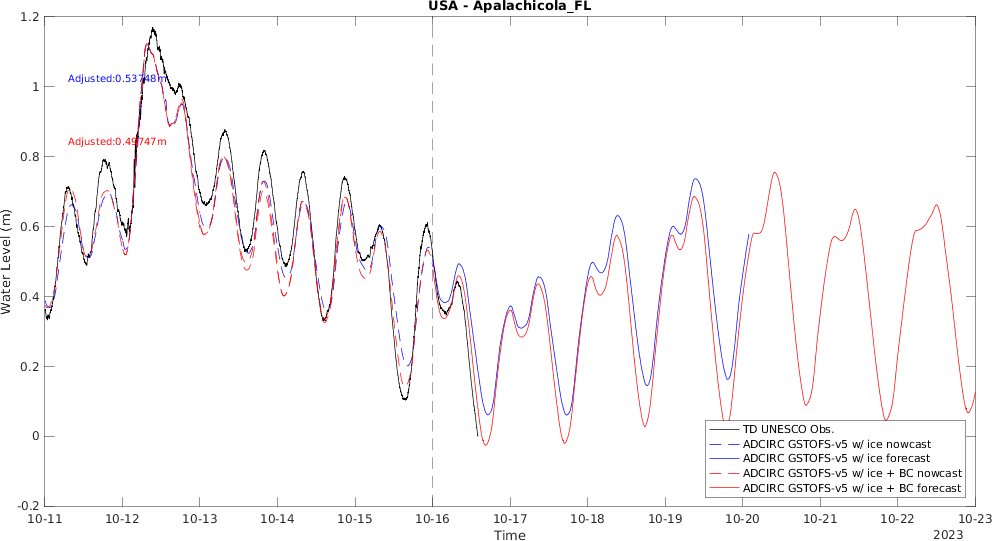 USA - Apalachicola_FL
1.2
1
0.8
0.6
0.4
0.2
0
-0.2
Water Level (m)
Adjusted:0.53748m
Adjusted:0.49747m
TD UNESCO Obs.
ADCIRC GSTOFS-v5 w/ ice nowcast
ADCIRC GSTOFS-v5 w/ ice forecast
ADCIRC GSTOFS-v5 w/ ice + BC nowcast
ADCIRC GSTOFS-v5 w/ ice + BC forecast
10-11 10-12 10-13 10-14 10-15 10-16 10-17 10-18 10-19 10-20 10-21 10-22 10-23
Time
2023